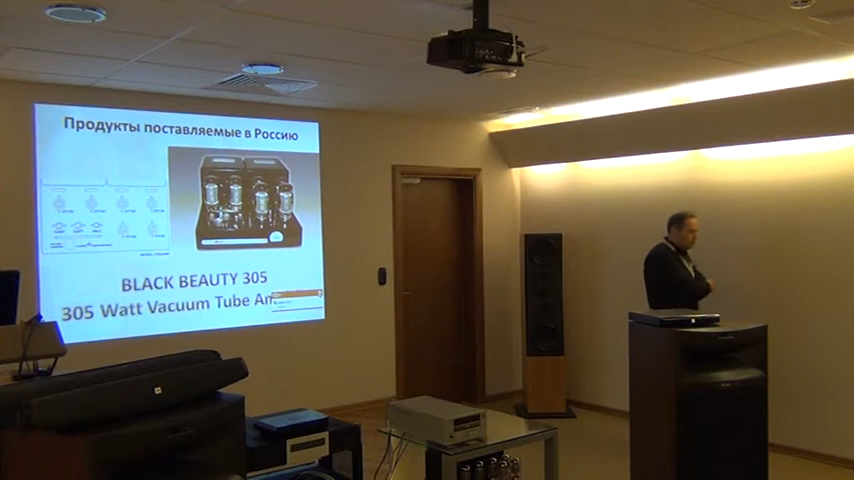 Продукты поставляемые в Россию
BLACK BEAUTY 305
305 Watt Vacuum Tube Am